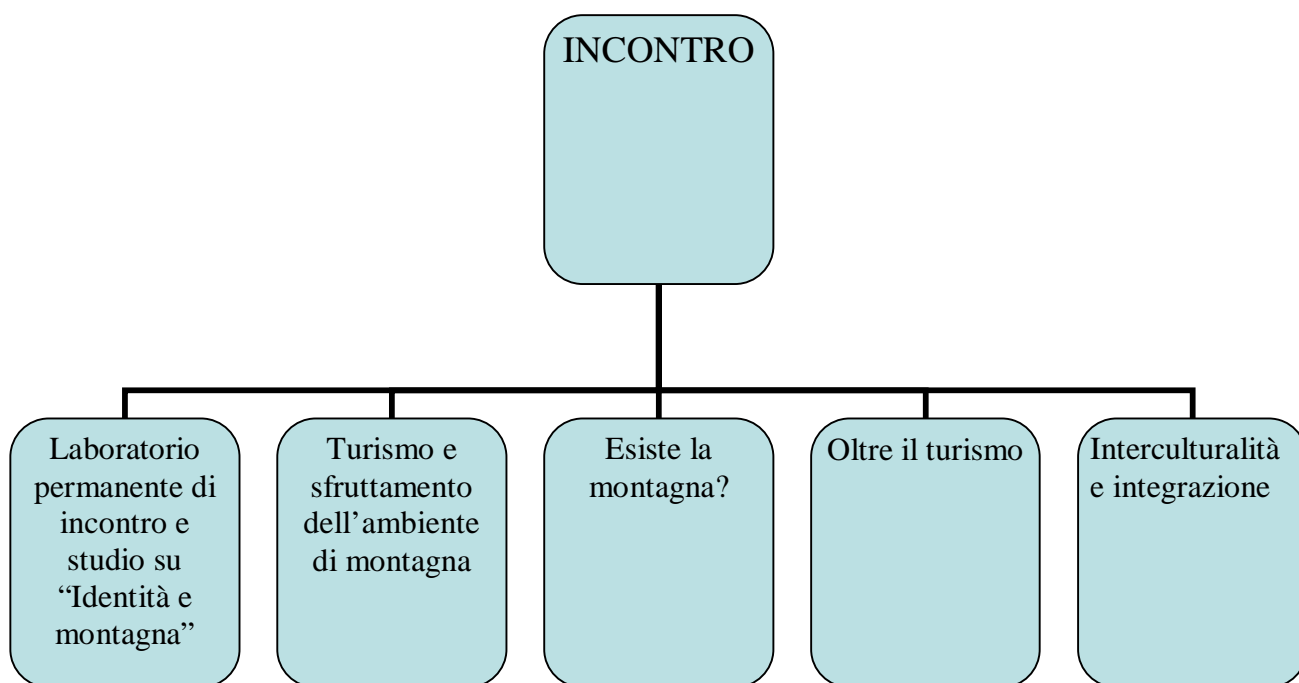 INCONTRO
Laboratorio
permanente di
incontro e
studio su
“Identità e
montagna”
Turismo e
sfruttamento
dell’ambiente
di montagna
Esiste la
montagna?
Oltre il turismo
Interculturalità
e integrazione